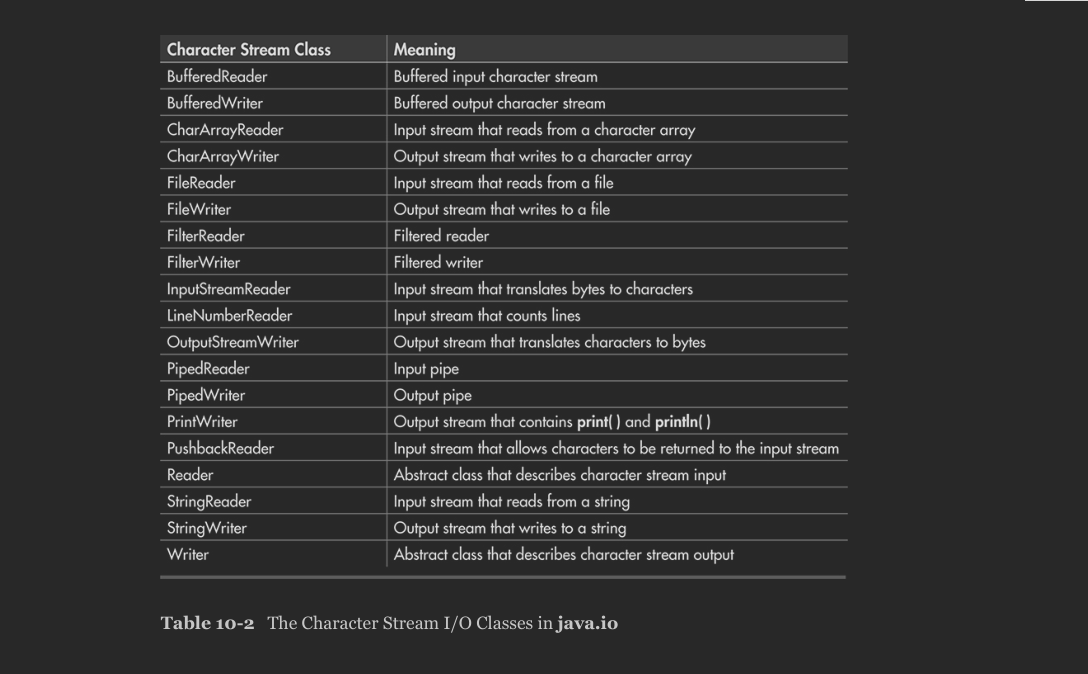 Character Stream Class Meaning
BufferedReader Buffered input character stream
BufferedWriter Buffered output character stream
CharArrayReader Input stream that reads from a character array
CharArrayWriter Output stream that writes to a character array
FileReader Input stream that reads from a file
FileWriter Output stream that writes to a file
FilterReader Filtered reader
FilterWriter Filtered writer
InputStreamReader Input stream that translates bytes to characters
LineNumberReader Input stream that counts lines
OutputStreamWriter Output stream that translates characters to bytes
PipedReader Input pipe
PipedWriter Output pipe
PrintWriter Output stream that contains print( ) and println( )
PushbackReader Input stream that allows characters to be returned to the input stream
Reader Abstract class that describes character stream input
StringReader Input stream that reads from a string
StringWriter Output stream that writes to a string
Writer Abstract class that describes character stream output
Table 10-2 The Character Stream I/O Classes in java.io